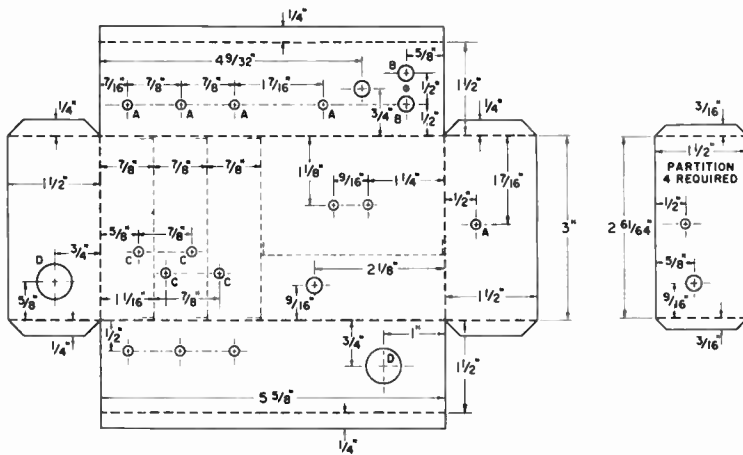 1/4"
5/8"
4 9/32"
7/16" 7/8" 7/8" 1 7/16" B 1/2" 1 1/2"
A A A A 3/4" B 1/2"
1/4" 1/4" 3/16"
7/8" 7/8" 7/8" 1 1/8" 9/16" 1 1/4" 1/2" 1 7/16" A
1 1/2" 3"
1 1/2"
PARTITION
4 REQUIRED
1/2"
2 61/64"
5/8" 7/8"
3/4" C C
D C C 2 1/8" 5/8"
5/8" 1 1/16" 7/8" 9/16" 1 1/2" 9/16"
1/4" 1/2" 3/4" 1" D 3/16"
1 1/2"
5 5/8"
1/4"